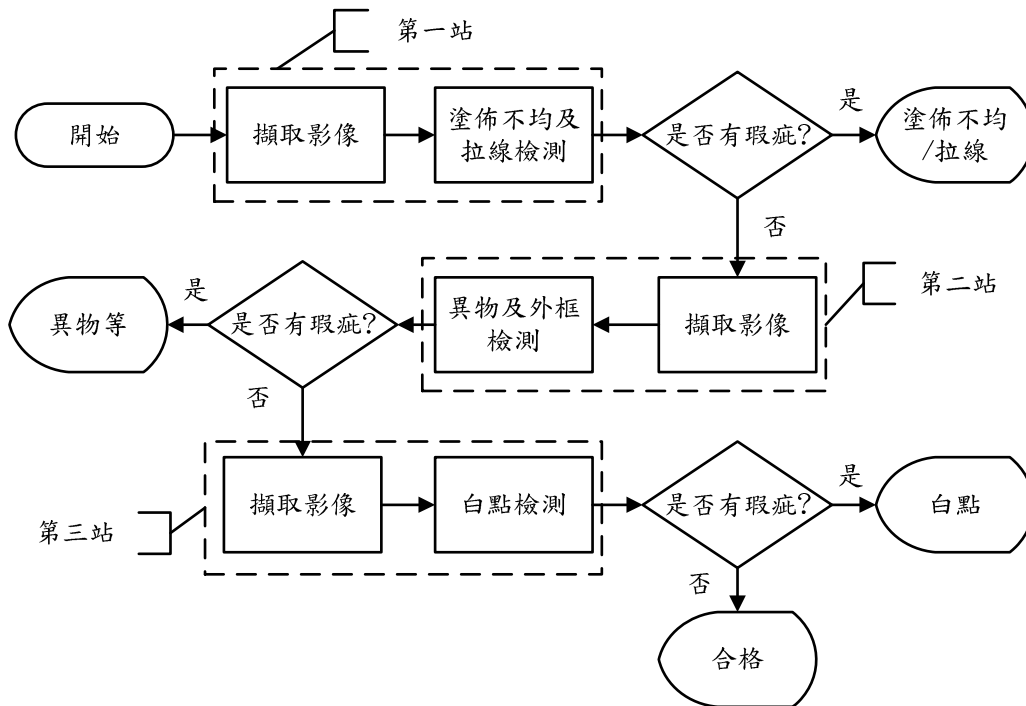 第一站
開始
擷取影像
塗佈不均及
拉線檢測
是否有瑕疵?
是
塗佈不均
/拉線
否
第二站
擷取影像
異物及外框
檢測
是否有瑕疵?
是
異物等
否
第三站
擷取影像
白點檢測
是否有瑕疵?
是
白點
否
合格